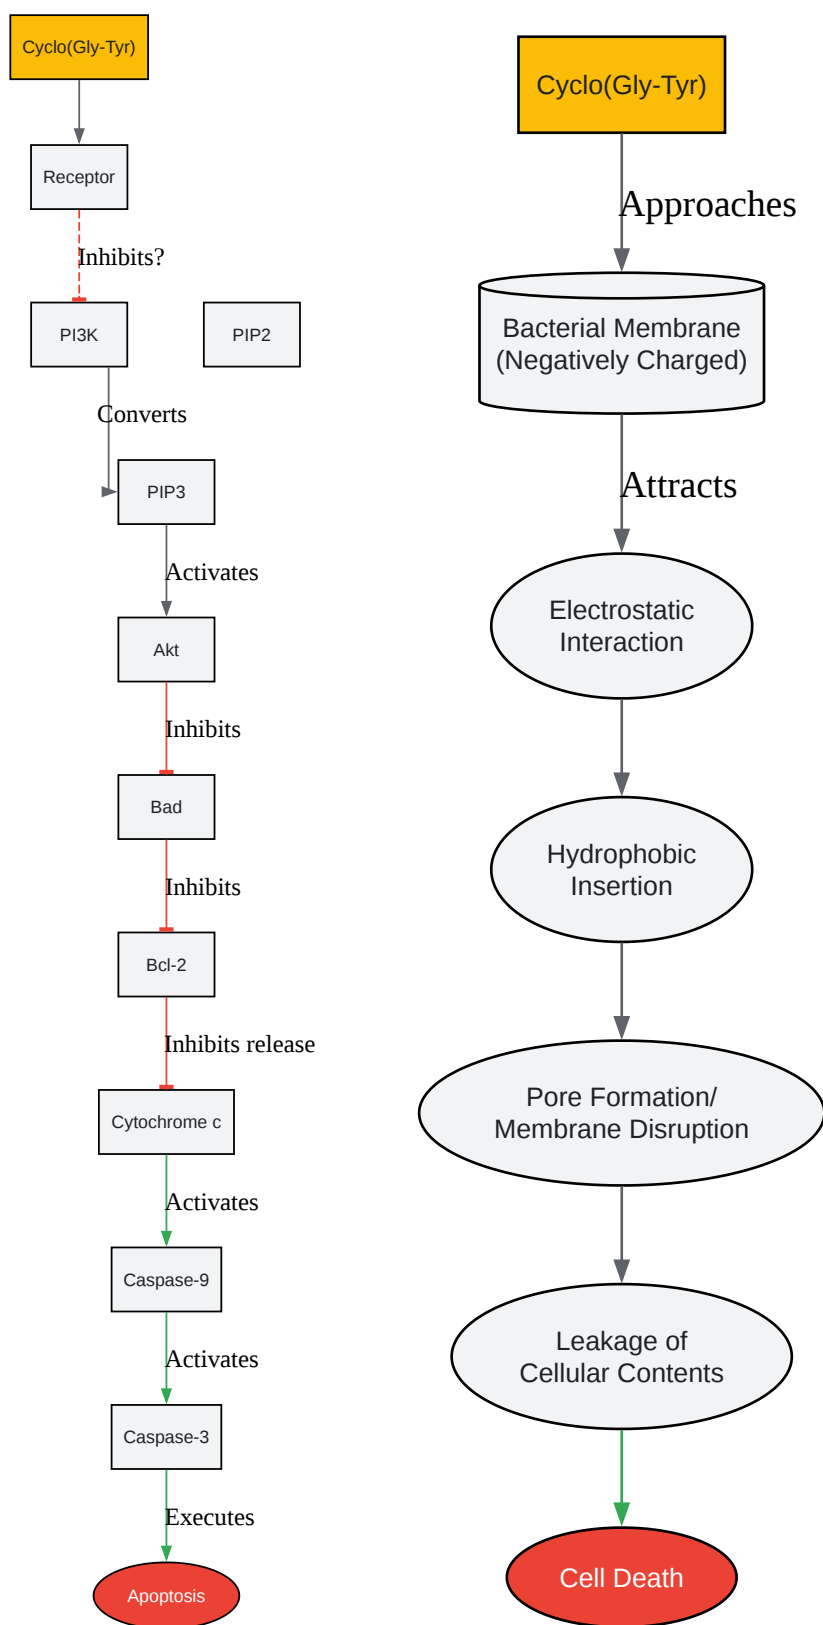 Cyclo(Gly-Tyr)
Receptor
Inhibits?
PI3K
PIP2
Converts
PIP3
Activates
Akt
Inhibits
Bad
Inhibits
Bcl-2
Inhibits release
Cytochrome c
Activates
Caspase-9
Activates
Caspase-3
Executes
Apoptosis
Cyclo(Gly-Tyr)
Approaches
Bacterial Membrane
(Negatively Charged)
Attracts
Electrostatic
Interaction
Hydrophobic
Insertion
Pore Formation/
Membrane Disruption
Leakage of
Cellular Contents
Cell Death